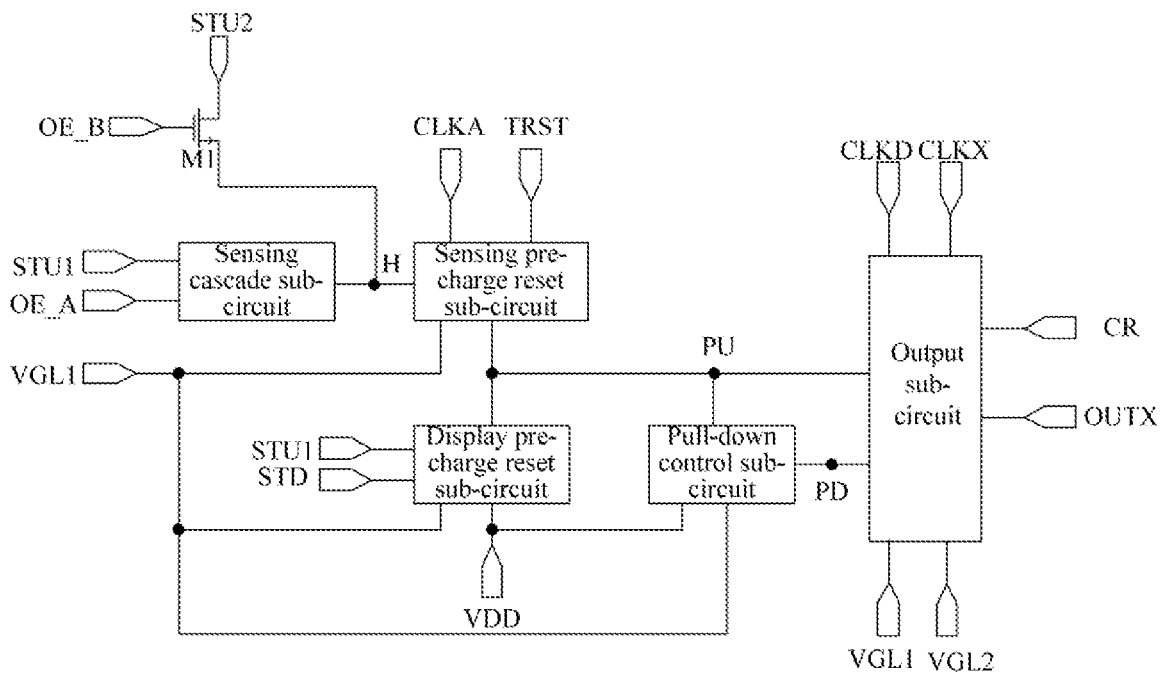 STU2
OE_B
M1
CLKA
TRST
CLKD
CLKX
STU1
OE_A
Sensing
cascade sub-
circuit
H
Sensing pre-
charge reset
sub-circuit
VGL1
PU
Output
sub-
circuit
CR
OUTX
STU1
STD
Display pre-
charge reset
sub-circuit
Pull-down
control sub-
circuit
PD
VDD
VGL1
VGL2